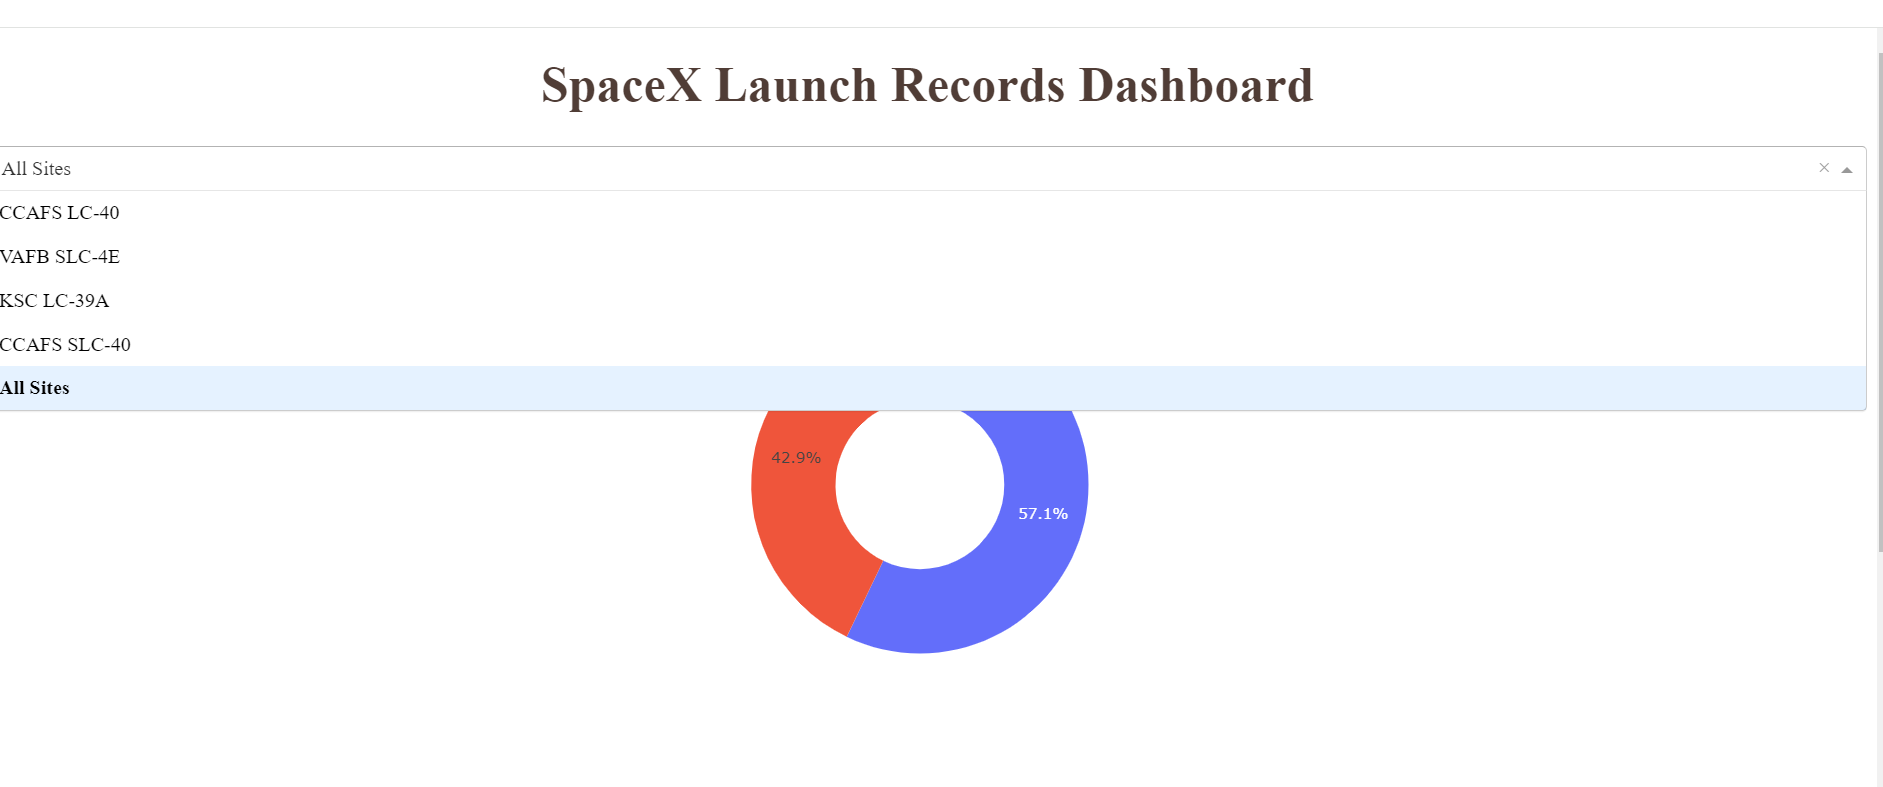 SpaceX Launch Records Dashboard
All Sites
CCAFS LC-40
VAFB SLC-4E
KSC LC-39A
CCAFS SLC-40
All Sites
42.9%
57.1%